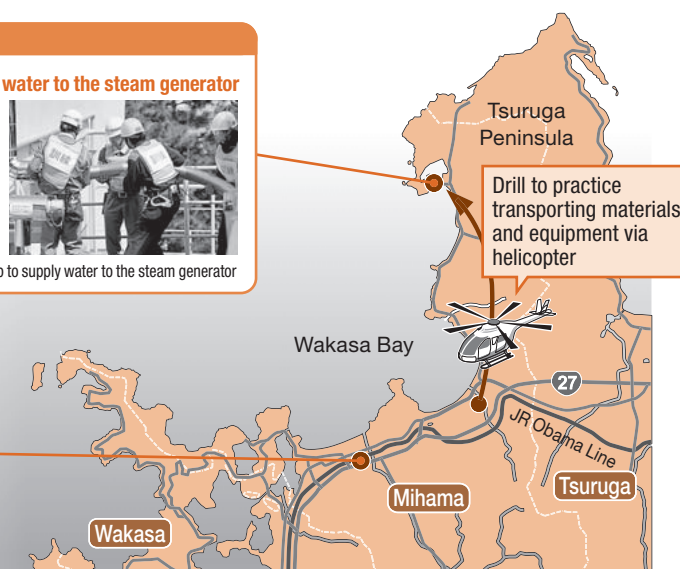 water to the steam generator
to supply water to the steam generator
Tsuruga
Peninsula
Drill to practice
transporting materials
and equipment via
helicopter
Wakasa Bay
27
JR Obama Line
Mihama
Tsuruga
Wakasa